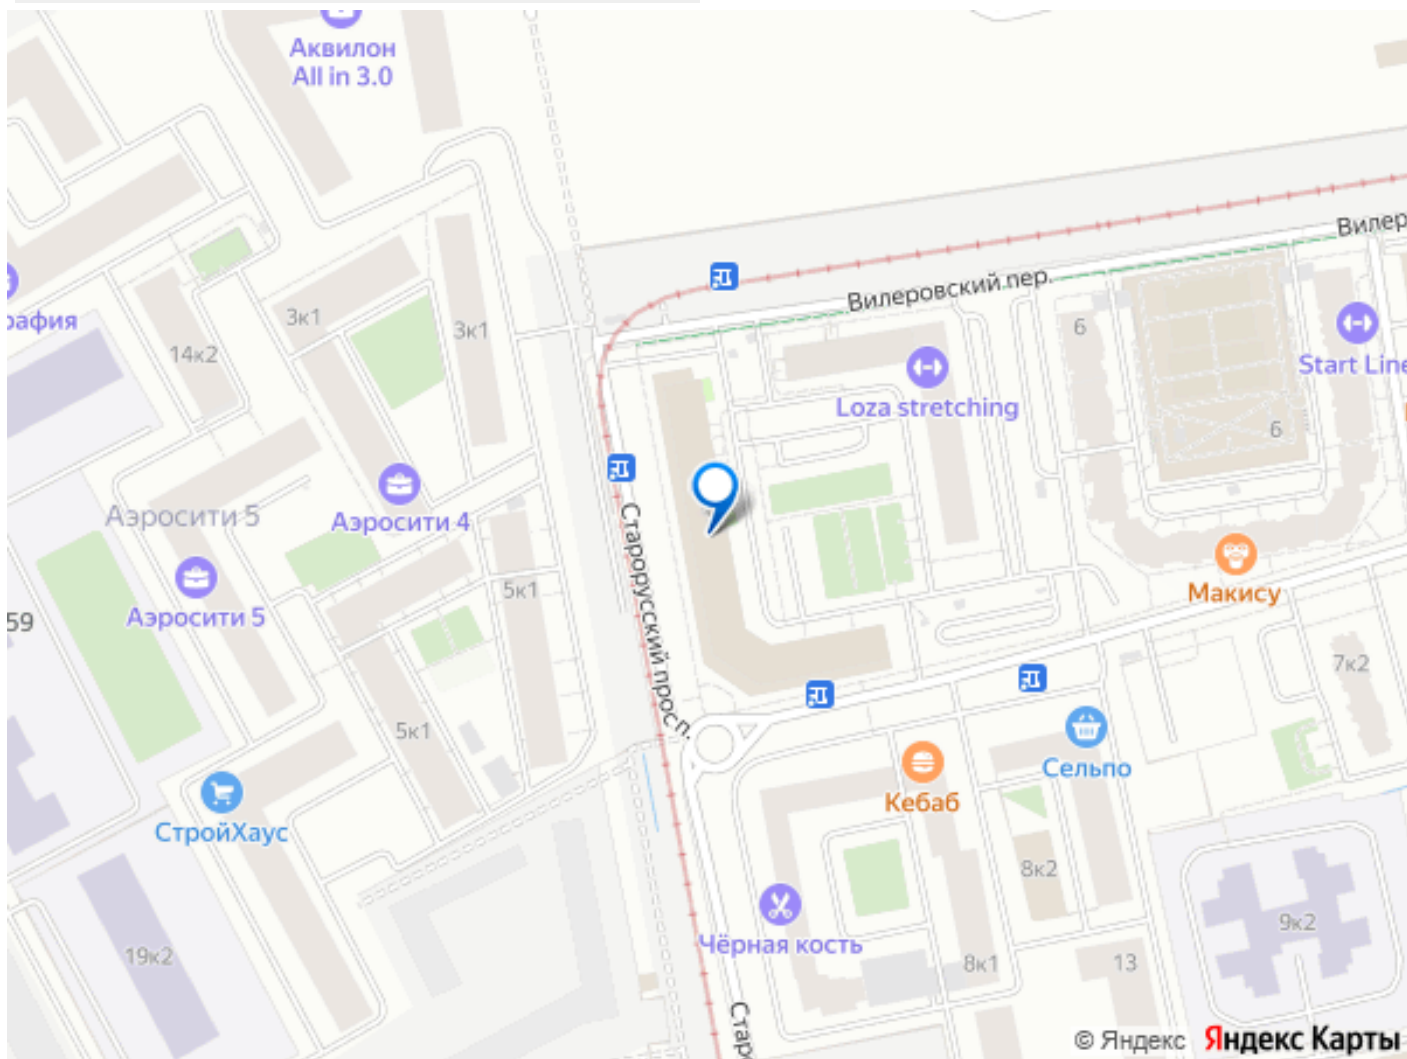 Аквилон
All in 3.0
Вилер
Вилеровский пер.
рафия
3к1
3к1
6
14к2
Start Line
Loza stretching
6
Аэросити 5
Аэросити 4
Старорусский просп.
Макису
59
Аэросити 5
5к1
7к2
5к1
Сельпо
Кебаб
СтройХаус
8к2
9к2
Чёрная кость
19к2
8к1
13
Стар
© Яндекс Яндекс Карты